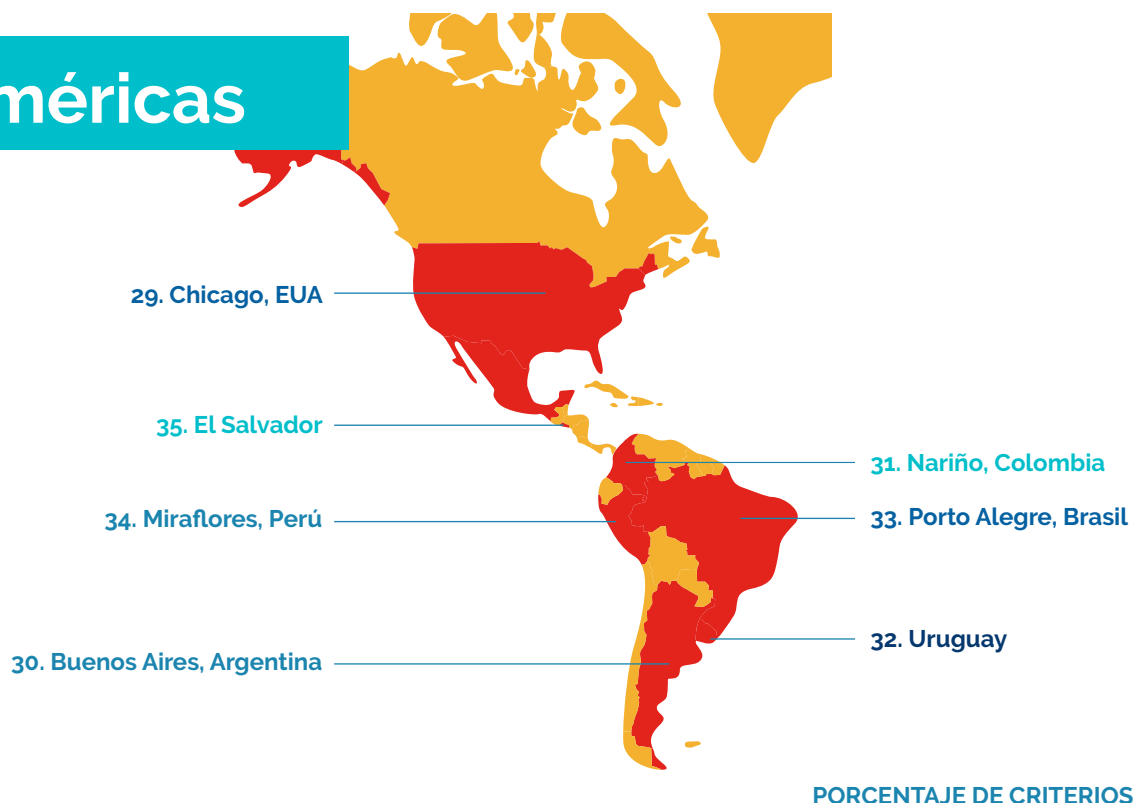 méricas
29. Chicago, EUA
35. El Salvador
31. Nariño, Colombia
34. Miraflores, Perú
33. Porto Alegre, Brasil
32. Uruguay
30. Buenos Aires, Argentina
PORCENTAJE DE CRITERIOS